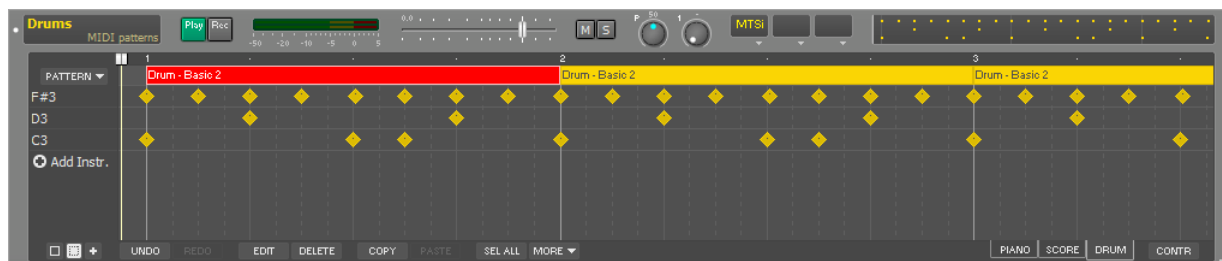 Drums
MIDI patterns
Play Rec
-50 -20 -10 -5 0 5
0.0
M S
P 50
1 -
MTSi
1 2 3
PATTERN
Drum - Basic 2 Drum - Basic 2 Drum - Basic 2
F#3
D3
C3
Add Instr.
UNDO REDO EDIT DELETE COPY PASTE SEL ALL MORE PIANO SCORE DRUM CONTR